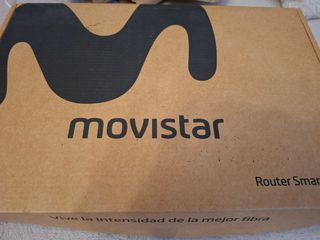 movistar
Router Smar
Vive la intensidad de la mejor fibra